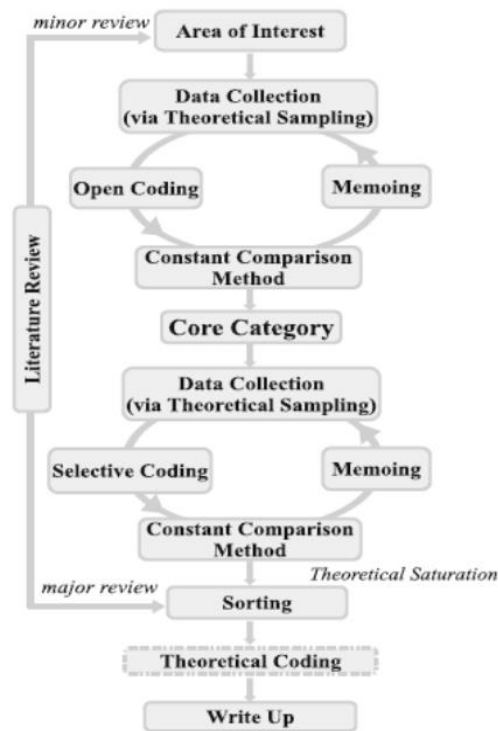 minor review
Area of Interest
Data Collection
(via Theoretical Sampling)
Open Coding
Memoing
Constant Comparison
Method
Core Category
Literature Review
Data Collection
(via Theoretical Sampling)
Selective Coding
Memoing
Constant Comparison
Method
Theoretical Saturation
major review
Sorting
Theoretical Coding
Write Up